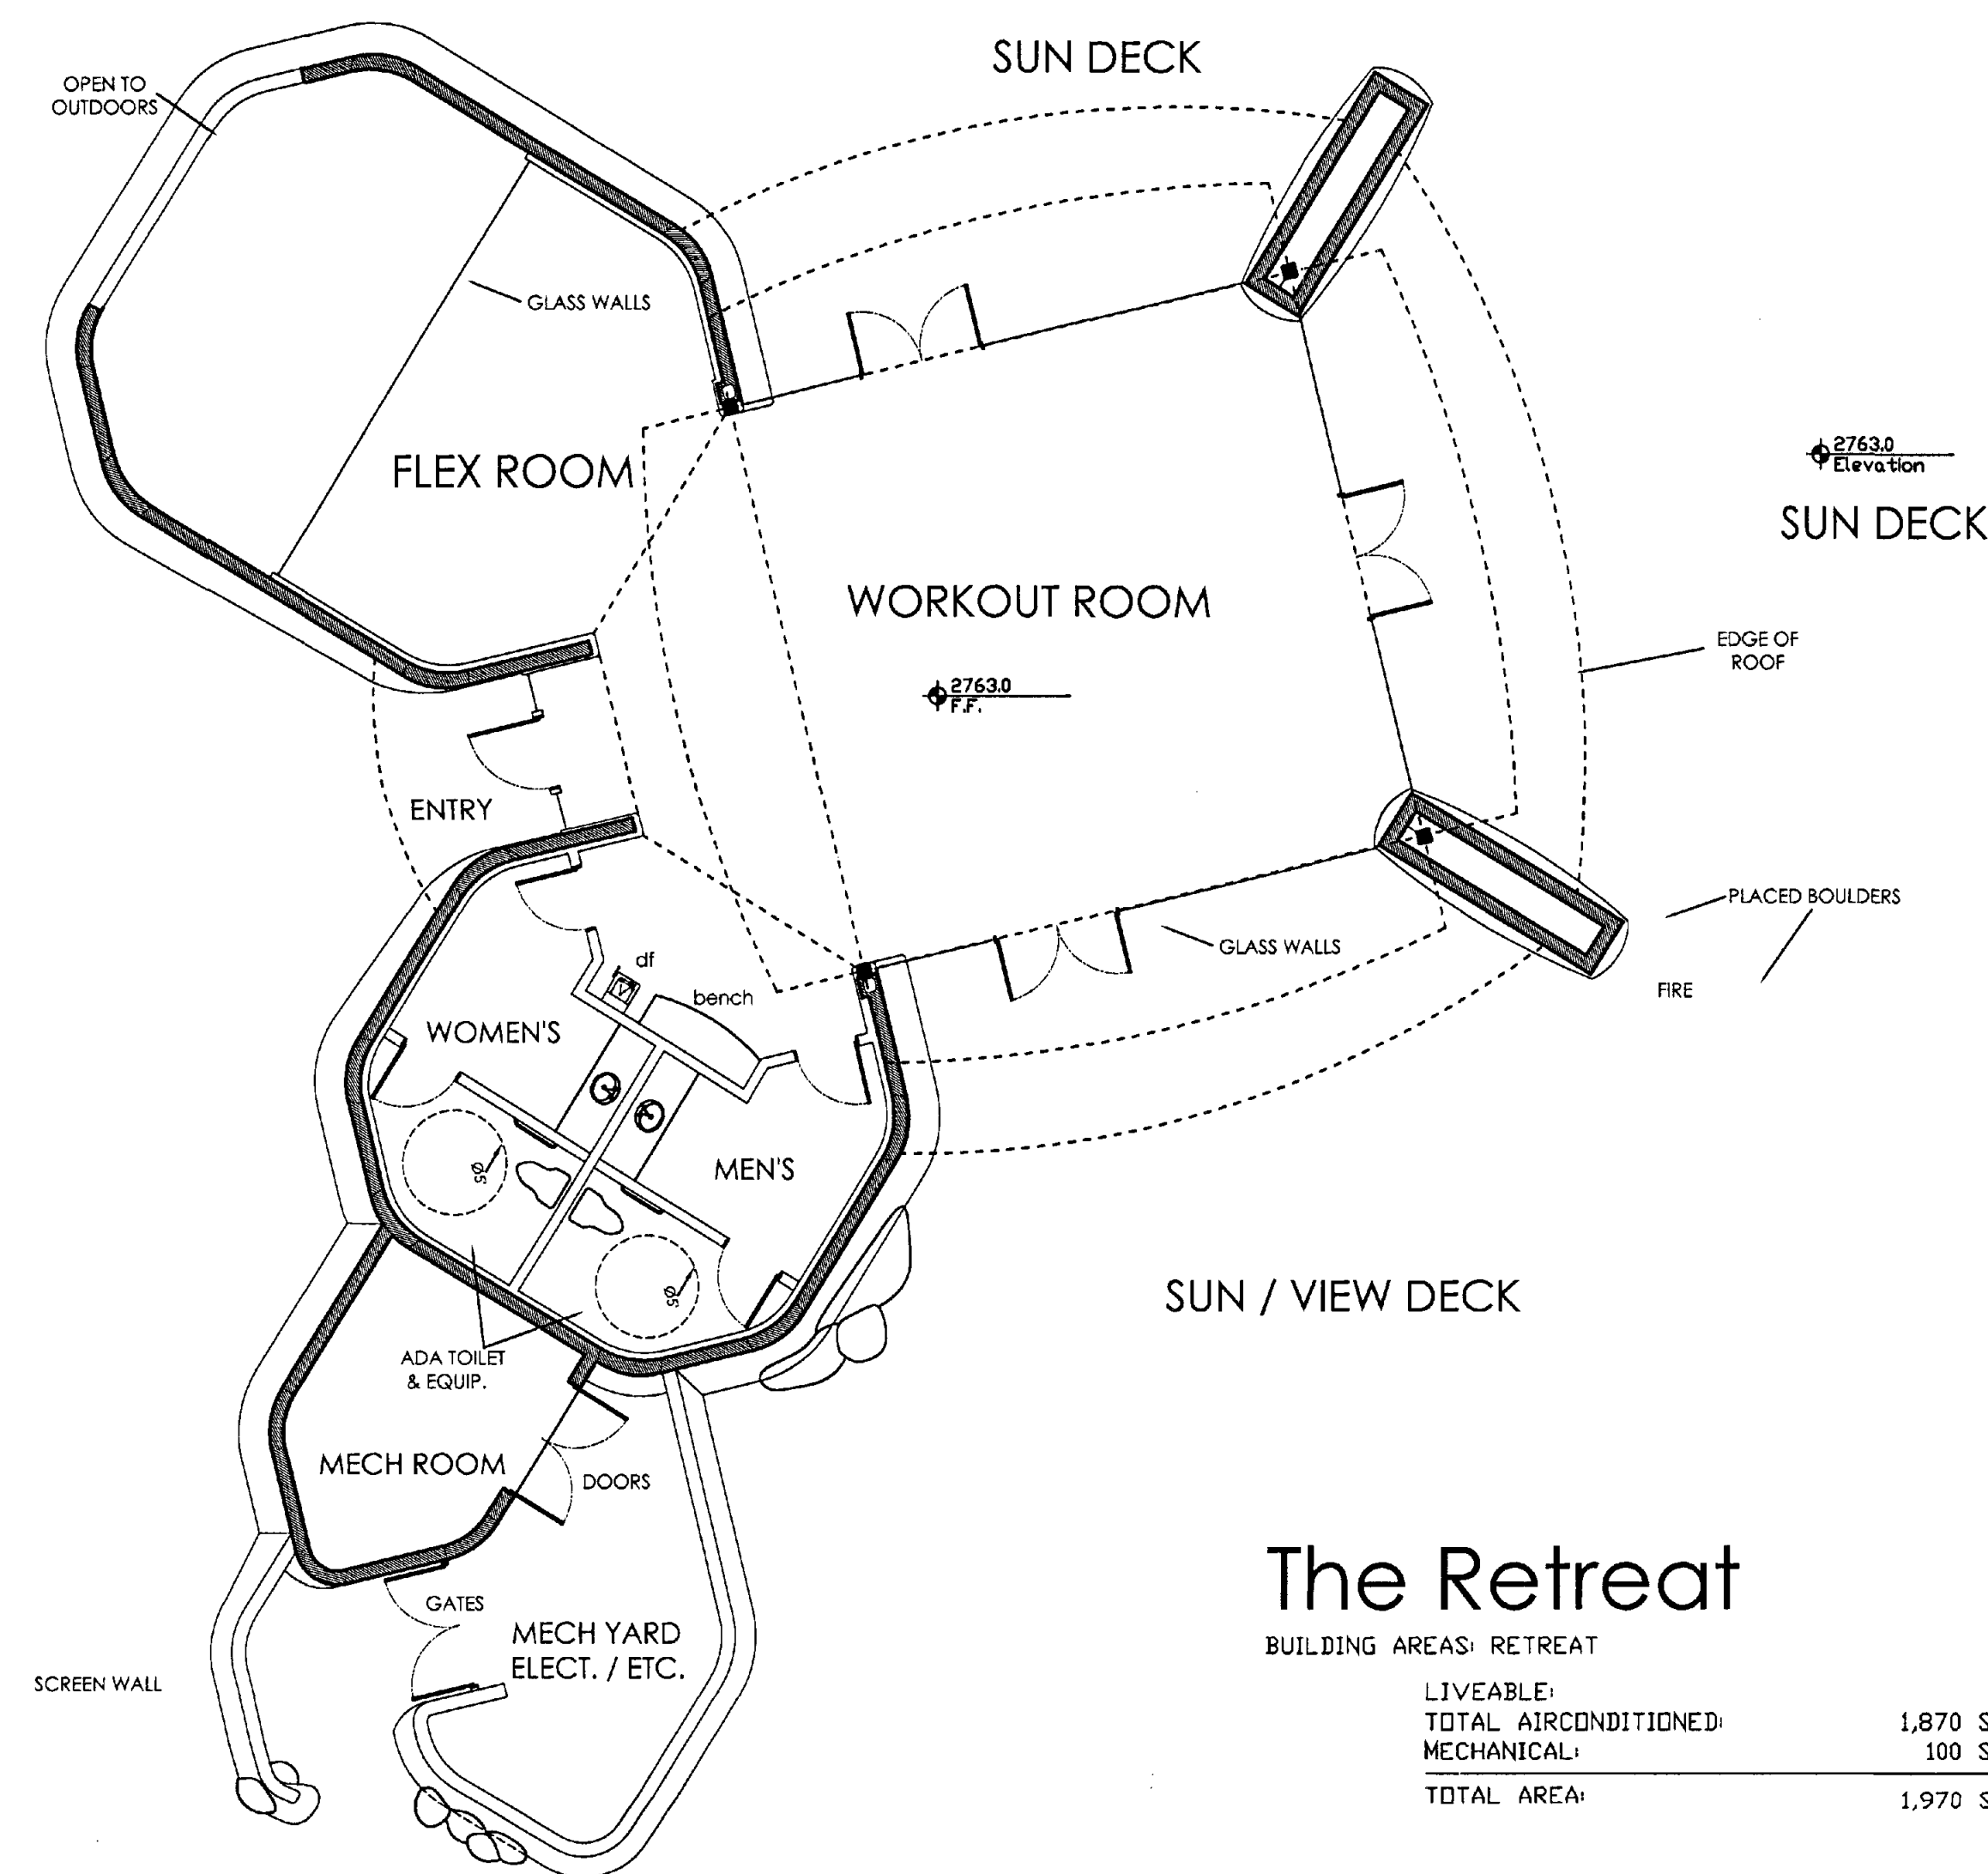 SUN DECK
OPEN TO
OUTDOORS
GLASS WALLS
FLEX ROOM
2763.0
Elevation
SUN DECK
WORKOUT ROOM
EDGE OF
ROOF
2763.0
F.F.
ENTRY
PLACED BOULDERS
GLASS WALLS
df
bench
FIRE
WOMEN'S
MEN'S
Ø5'
Ø5'
SUN / VIEW DECK
ADA TOILET
& EQUIP.
MECH ROOM
DOORS
The Retreat
GATES
MECH YARD
ELECT. / ETC.
BUILDING AREAS: RETREAT
SCREEN WALL
LIVEABLE:
TOTAL AIRCONDITIONED: 1,870 S
MECHANICAL: 100 S
TOTAL AREA: 1,970 S